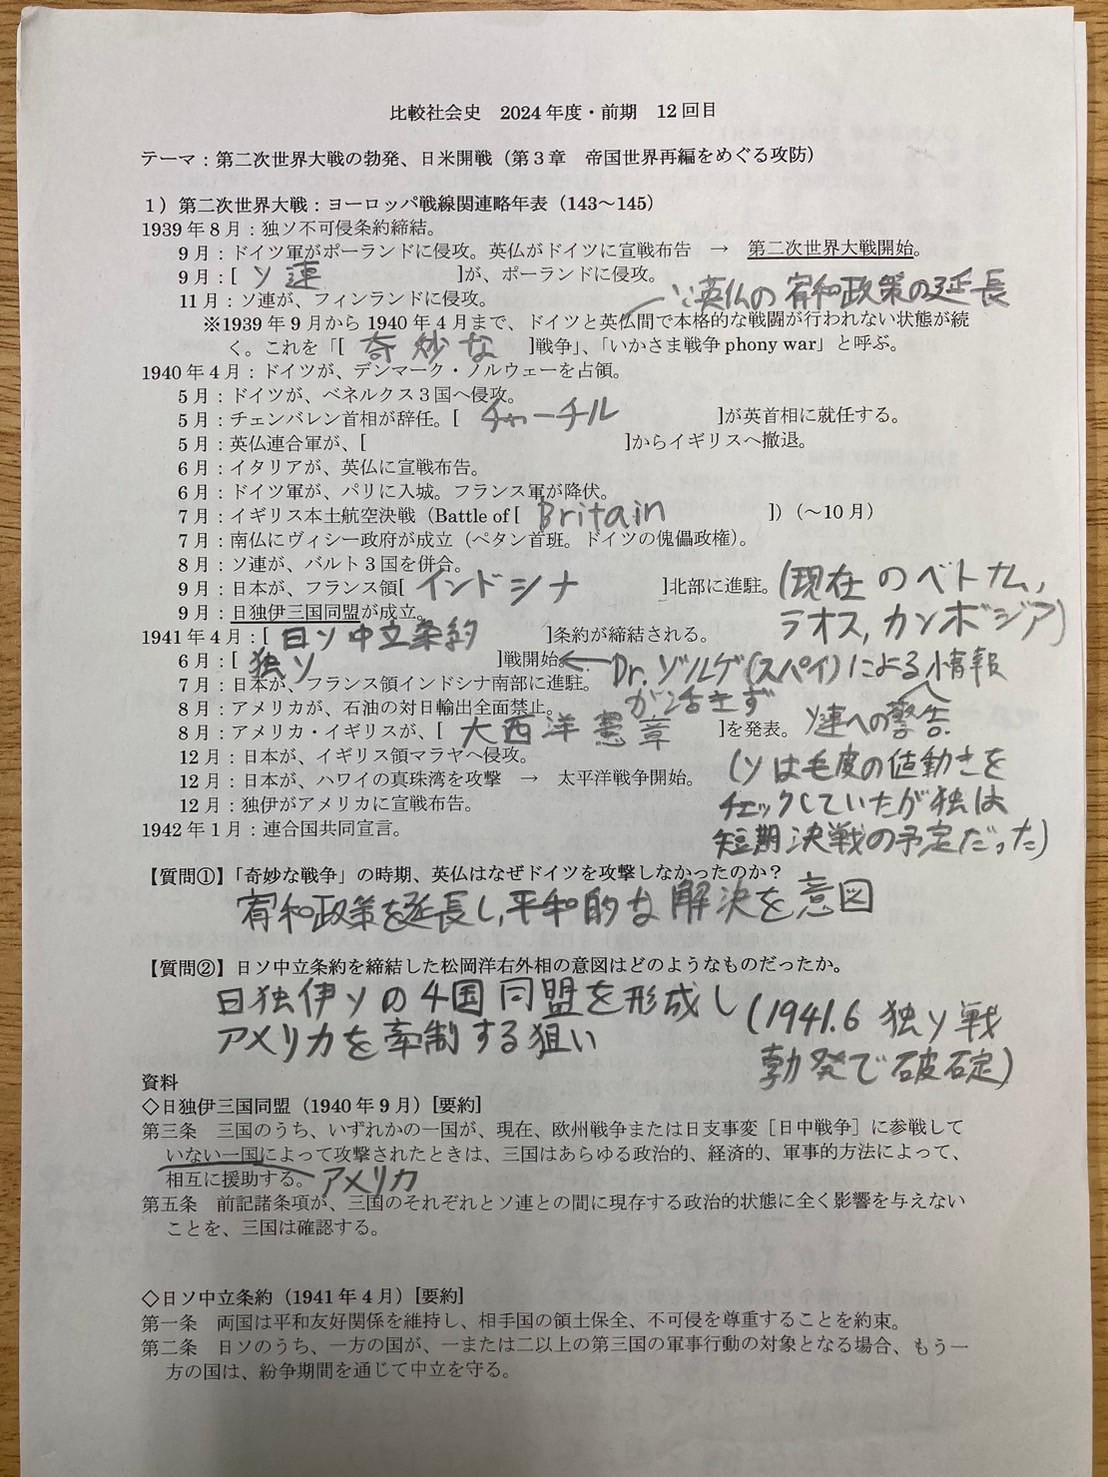 比較社会史　2024年度・前期　12回目
テーマ：第二次世界大戦の勃発、日米開戦（第３章　帝国世界再編をめぐる攻防）
１）第二次世界大戦：ヨーロッパ戦線関連略年表（143～145）
1939年８月：独ソ不可侵条約締結。
９月：ドイツ軍がポーランドに侵攻。英仏がドイツに宣戦布告　→　第二次世界大戦開始。
９月：[ ソ連 ]が、ポーランドに侵攻。
11月：ソ連が、フィンランドに侵攻。
∵英仏の宥和政策の延長
※1939年９月から1940年４月まで、ドイツと英仏間で本格的な戦闘が行われない状態が続
く。これを「[ 奇妙な ]戦争」、「いかさま戦争 phony war」と呼ぶ。
1940年４月：ドイツが、デンマーク・ノルウェーを占領。
５月：ドイツが、ベネルクス３国へ侵攻。
５月：チェンバレン首相が辞任。[ チャーチル ]が英首相に就任する。
５月：英仏連合軍が、[ ]からイギリスへ撤退。
６月：イタリアが、英仏に宣戦布告。
６月：ドイツ軍が、パリに入城。フランス軍が降伏。
７月：イギリス本土航空決戦（Battle of [ Britain ]）（～10月）
７月：南仏にヴィシー政府が成立（ペタン首班。ドイツの傀儡政権）。
８月：ソ連が、バルト３国を併合。
９月：日本が、フランス領[ インドシナ ]北部に進駐。(現在のベトナム,
９月：日独伊三国同盟が成立。 ラオス,カンボジア)
1941年４月：[ 日ソ中立条約 ]条約が締結される。
６月：[ 独ソ ]戦開始。← Dr.ゾルゲ(スパイ)による情報
７月：日本が、フランス領インドシナ南部に進駐。 が活きず
８月：アメリカが、石油の対日輸出全面禁止。
８月：アメリカ・イギリスが、[ 大西洋憲章 ]を発表。 ソ連への警告.
12月：日本が、イギリス領マラヤへ侵攻。
12月：日本が、ハワイの真珠湾を攻撃　→　太平洋戦争開始。
12月：独伊がアメリカに宣戦布告。
1942年１月：連合国共同宣言。
(ソは毛皮の値動きを
チェックしていたが独は
短期決戦の予定だった)
【質問①】「奇妙な戦争」の時期、英仏はなぜドイツを攻撃しなかったのか？
宥和政策を延長し,平和的な解決を意図
【質問②】日ソ中立条約を締結した松岡洋右外相の意図はどのようなものだったか。
日独伊ソの4国同盟を形成し
アメリカを牽制する狙い
(1941.6 独ソ戦
勃発で破綻)
資料
◇日独伊三国同盟（1940年９月）[要約]
第三条　三国のうち、いずれかの一国が、現在、欧州戦争または日支事変［日中戦争］に参戦して
いない一国によって攻撃されたときは、三国はあらゆる政治的、経済的、軍事的方法によって、
相互に援助する。 アメリカ
第五条　前記諸条項が、三国のそれぞれとソ連との間に現存する政治的状態に全く影響を与えない
ことを、三国は確認する。
◇日ソ中立条約（1941年４月）[要約]
第一条　両国は平和友好関係を維持し、相手国の領土保全、不可侵を尊重することを約束。
第二条　日ソのうち、一方の国が、一または二以上の第三国の軍事行動の対象となる場合、もう一
方の国は、紛争期間を通じて中立を守る。